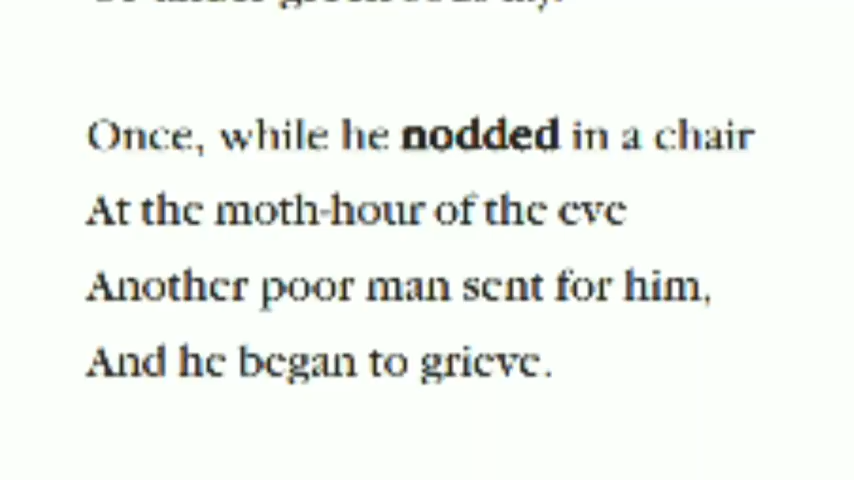 Once, while he nodded in a chair
At the moth-hour of the eve
Another poor man sent for him,
And he began to grieve.